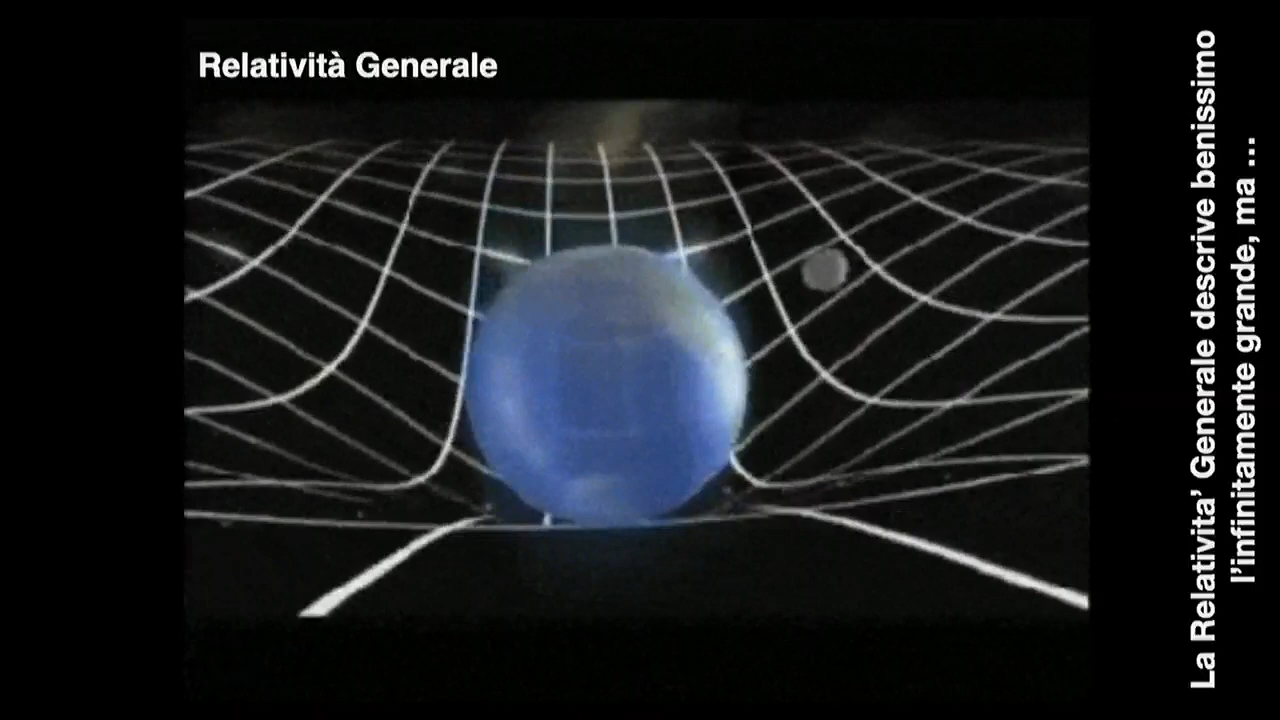 Relatività Generale
La Relativita' Generale descrive benissimo
l'infinitamente grande, ma ...